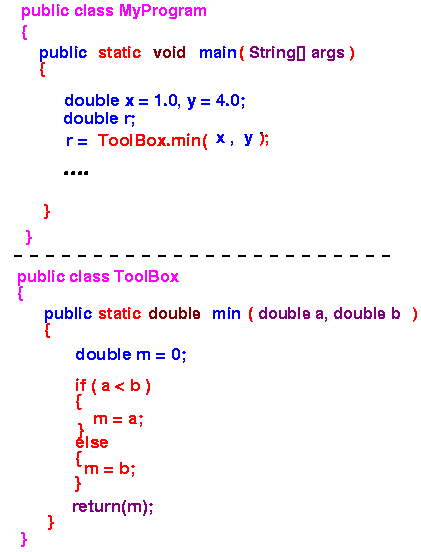 public class MyProgram
{
public static void main( String[] args )
{
double x = 1.0, y = 4.0;
double r;
r = ToolBox.min( x , y );
....
}
}
public class ToolBox
{
public static double min ( double a, double b )
{
double m = 0;
if ( a < b )
{
m = a;
}
else
{
m = b;
}
return(m);
}
}